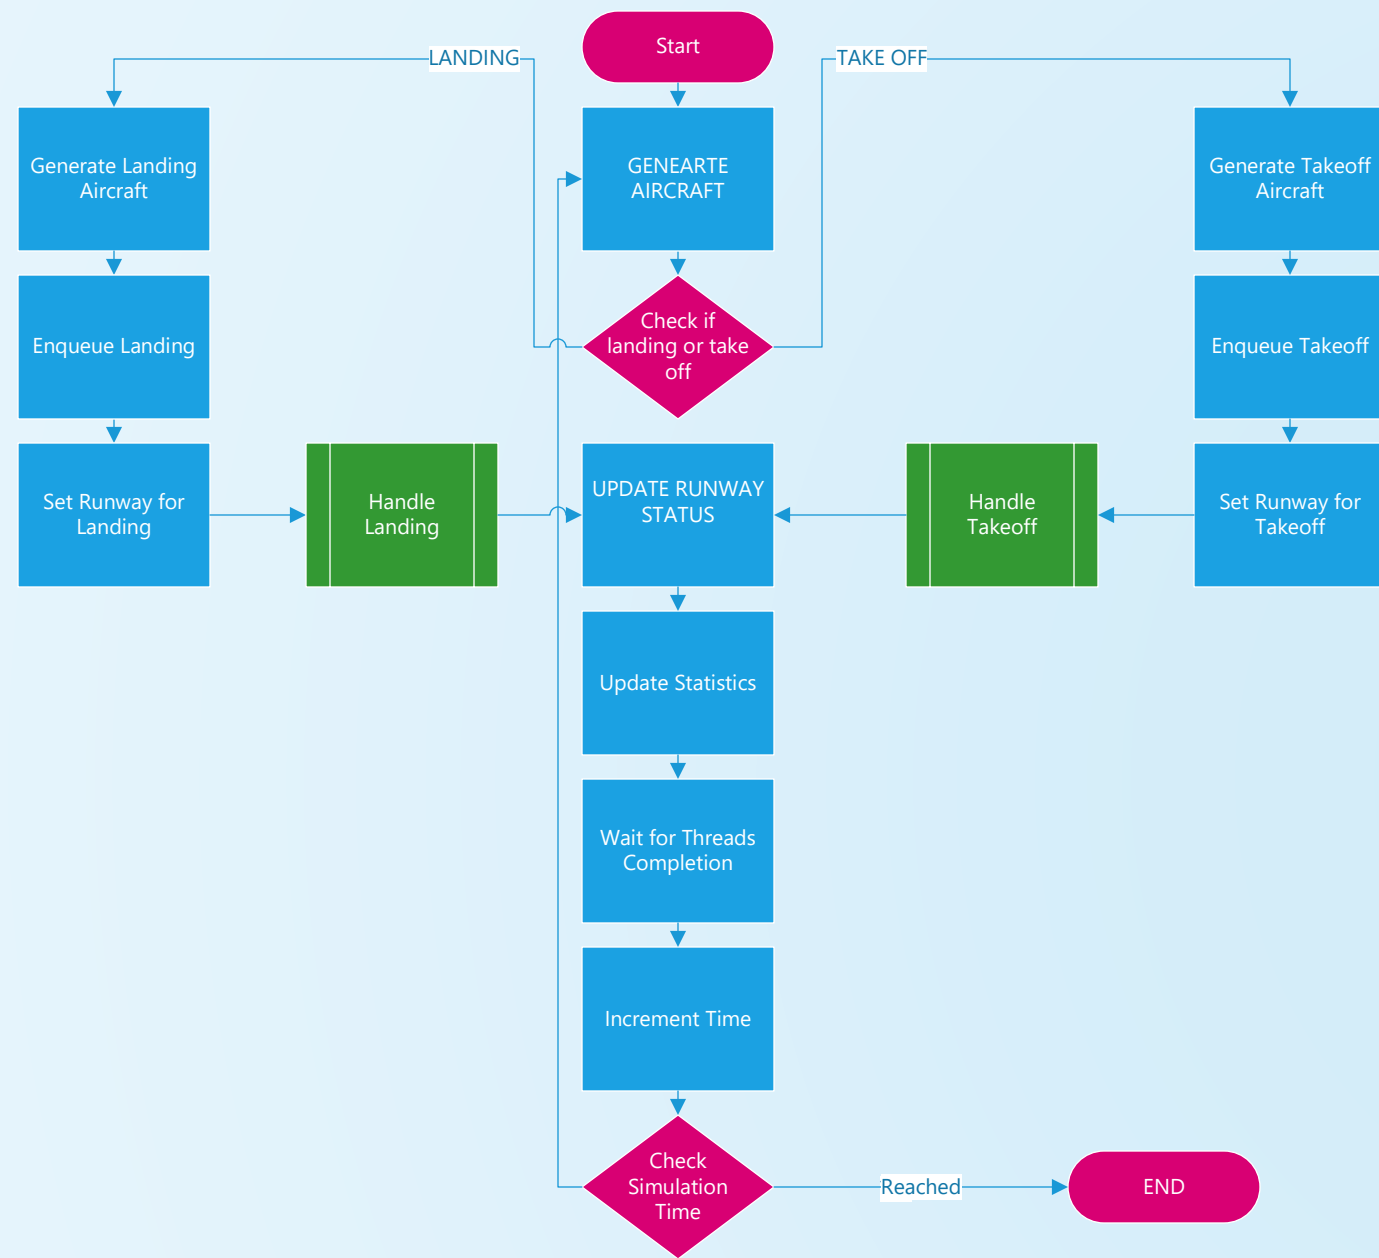 Start
LANDING
TAKE OFF
Generate Landing
Aircraft
GENEARTE
AIRCRAFT
Generate Takeoff
Aircraft
Enqueue Landing
Check if
landing or take
off
Enqueue Takeoff
Set Runway for
Landing
Handle
Landing
UPDATE RUNWAY
STATUS
Handle
Takeoff
Set Runway for
Takeoff
Update Statistics
Wait for Threads
Completion
Increment Time
Check
Simulation
Time
Reached
END